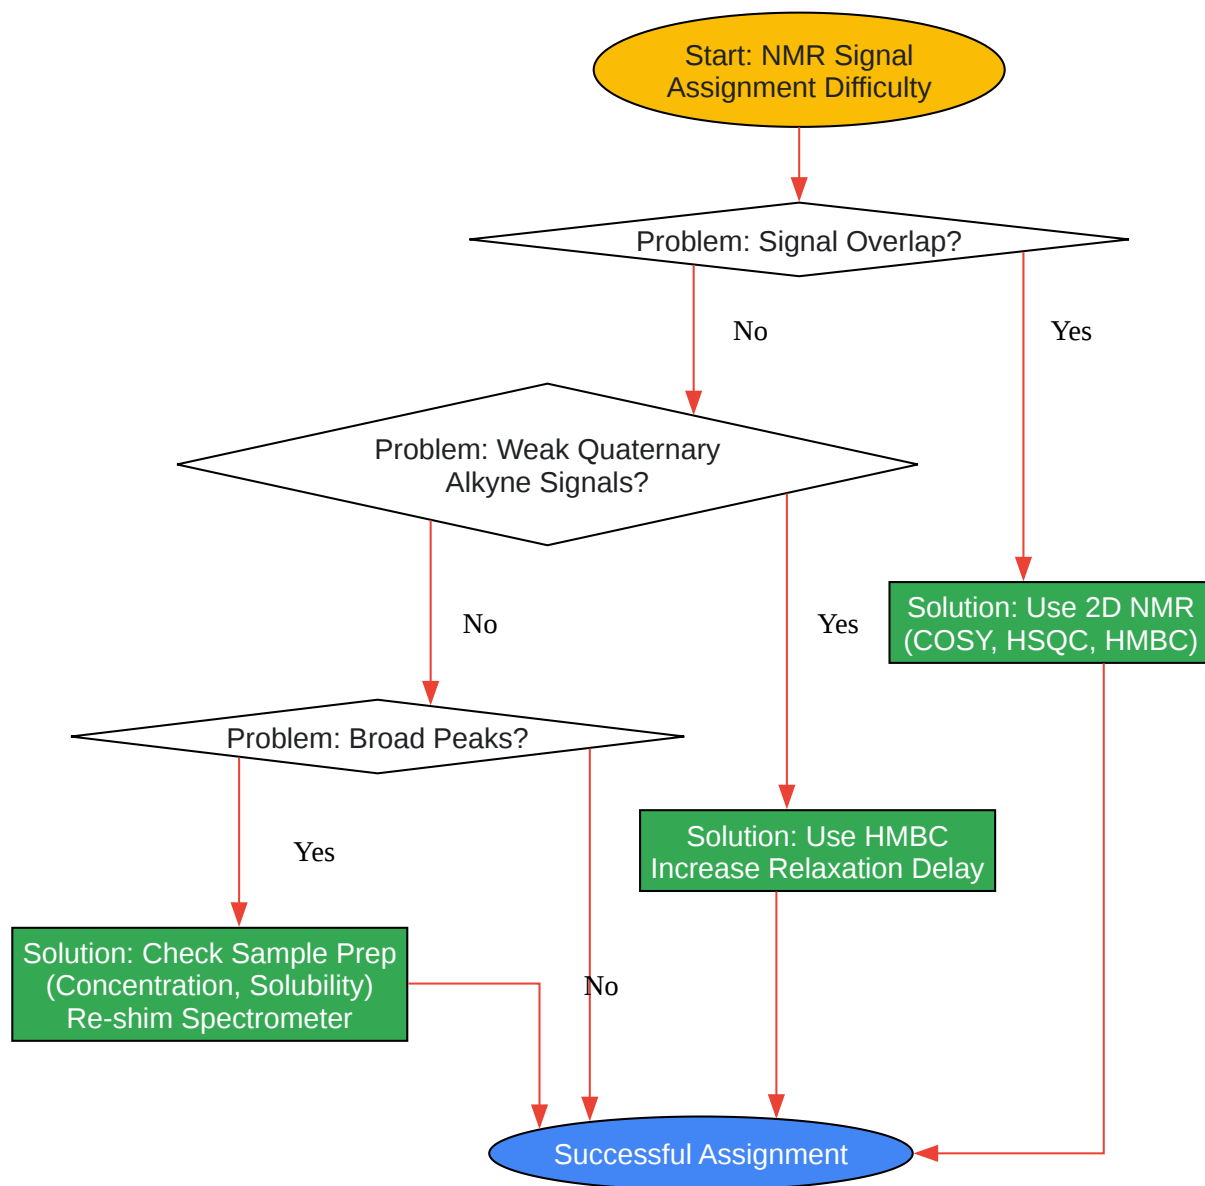 Start: NMR Signal
Assignment Difficulty
Problem: Signal Overlap?
No
Yes
Problem: Weak Quaternary
Alkyne Signals?
Solution: Use 2D NMR
(COSY, HSQC, HMBC)
No
Yes
Problem: Broad Peaks?
Solution: Use HMBC
Increase Relaxation Delay
Yes
Solution: Check Sample Prep
(Concentration, Solubility)
Re-shim Spectrometer
No
Successful Assignment